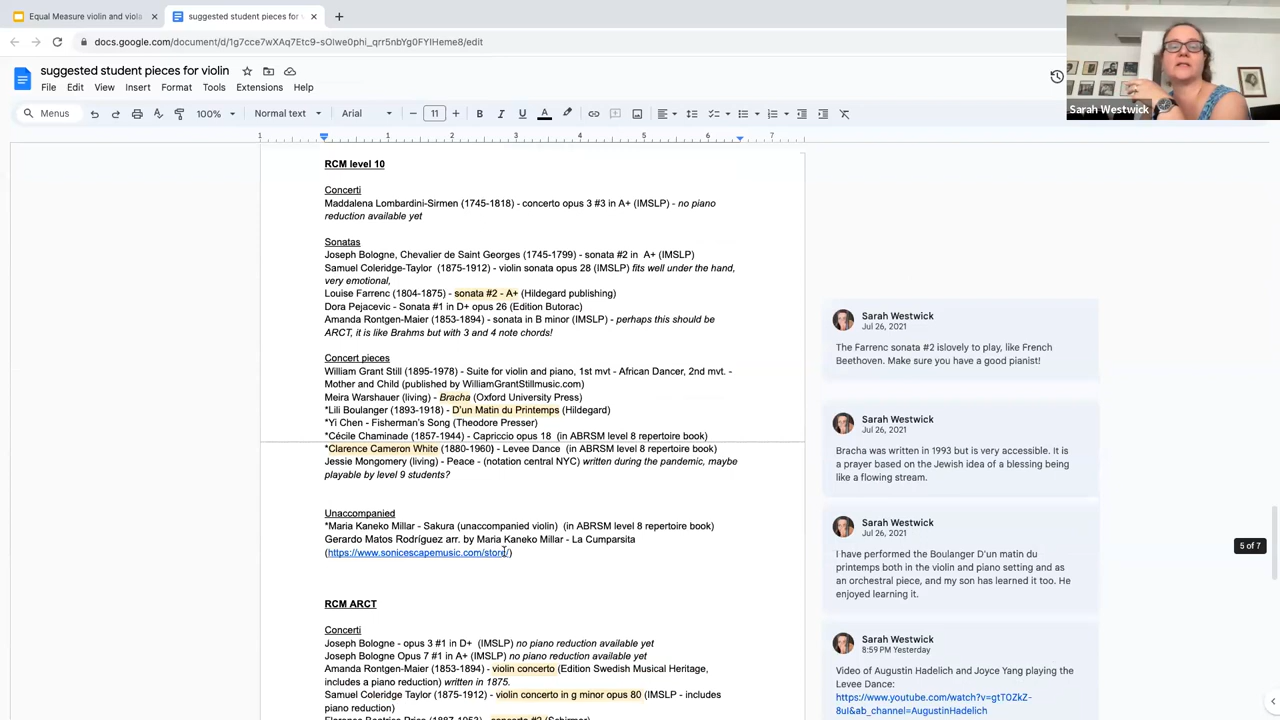 Equal Measure violin and viola
suggested student pieces for v
docs.google.com/document/d/1g7cce7wXAq7Etc9-sOlwe0phi_qrr5nbYg0FYIHeme8/edit
suggested student pieces for violin
File Edit View Insert Format Tools Extensions Help
Menus 100% Normal text Arial 11
Sarah Westwick
1 1 2 3 4 5 6 7
RCM level 10
Concerti
Maddalena Lombardini-Sirmen (1745-1818) - concerto opus 3 #3 in A+ (IMSLP) - no piano
reduction available yet
Sonatas
Joseph Bologne, Chevalier de Saint Georges (1745-1799) - sonata #2 in A+ (IMSLP)
Samuel Coleridge-Taylor (1875-1912) - violin sonata opus 28 (IMSLP) fits well under the hand,
very emotional,
Louise Farrenc (1804-1875) - sonata #2 - A+ (Hildegard publishing)
Dora Pejacevic - Sonata #1 in D+ opus 26 (Edition Butorac)
Amanda Rontgen-Maier (1853-1894) - sonata in B minor (IMSLP) - perhaps this should be
ARCT, it is like Brahms but with 3 and 4 note chords!
Concert pieces
William Grant Still (1895-1978) - Suite for violin and piano, 1st mvt - African Dancer, 2nd mvt. -
Mother and Child (published by WilliamGrantStillmusic.com)
Meira Warshauer (living) - Bracha (Oxford University Press)
*Lili Boulanger (1893-1918) - D'un Matin du Printemps (Hildegard)
*Yi Chen - Fisherman's Song (Theodore Presser)
*Cécile Chaminade (1857-1944) - Capriccio opus 18 (in ABRSM level 8 repertoire book)
*Clarence Cameron White (1880-1960) - Levee Dance (in ABRSM level 8 repertoire book)
Jessie Mongomery (living) - Peace - (notation central NYC) written during the pandemic, maybe
playable by level 9 students?
Unaccompanied
*Maria Kaneko Millar - Sakura (unaccompanied violin) (in ABRSM level 8 repertoire book)
Gerardo Matos Rodríguez arr. by Maria Kaneko Millar - La Cumparsita
(https://www.sonicescapemusic.com/store/)
RCM ARCT
Concerti
Joseph Bologne - opus 3 #1 in D+ (IMSLP) no piano reduction available yet
Joseph Bologne Opus 7 #1 in A+ (IMSLP) no piano reduction available yet
Amanda Rontgen-Maier (1853-1894) - violin concerto (Edition Swedish Musical Heritage,
includes a piano reduction) written in 1875.
Samuel Coleridge Taylor (1875-1912) - violin concerto in g minor opus 80 (IMSLP - includes
piano reduction)
Florence Beatrice Price (1887-1953) - concerto #2 (Schirmer)
Sarah Westwick
Jul 26, 2021
The Farrenc sonata #2 islovely to play, like French
Beethoven. Make sure you have a good pianist!
Sarah Westwick
Jul 26, 2021
Bracha was written in 1993 but is very accessible. It
is a prayer based on the Jewish idea of a blessing being
like a flowing stream.
Sarah Westwick
Jul 26, 2021
I have performed the Boulanger D'un matin du
printemps both in the violin and piano setting and as
an orchestral piece, and my son has learned it too. He
enjoyed learning it.
Sarah Westwick
8:59 PM Yesterday
Video of Augustin Hadelich and Joyce Yang playing the
Levee Dance:
https://www.youtube.com/watch?v=gtTOZkZ-
8uI&ab_channel=AugustinHadelich
5 of 7